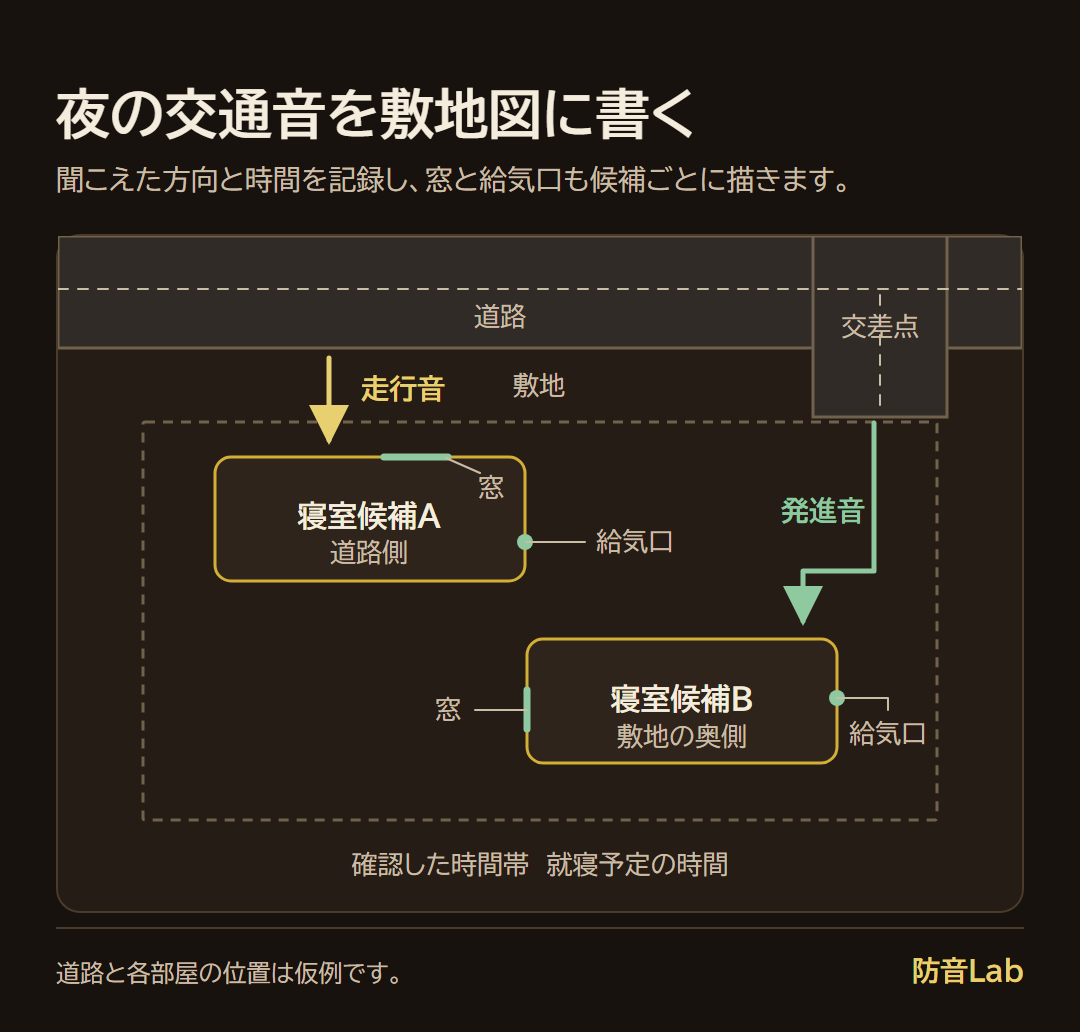 夜の交通音を敷地図に書く
聞こえた方向と時間を記録し、窓と給気口も候補ごとに描きます。
道路
交差点
走行音
敷地
窓
寝室候補A
道路側
給気口
発進音
窓
寝室候補B
敷地の奥側
給気口
確認した時間帯 就寝予定の時間
道路と各部屋の位置は仮例です。
防音Lab